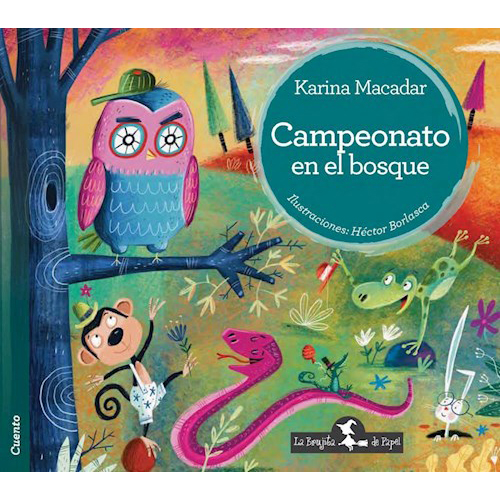 Karina Macadar
Campeonato
en el bosque
Ilustraciones: Héctor Borlasca
Cuento
La Brujita de Papel